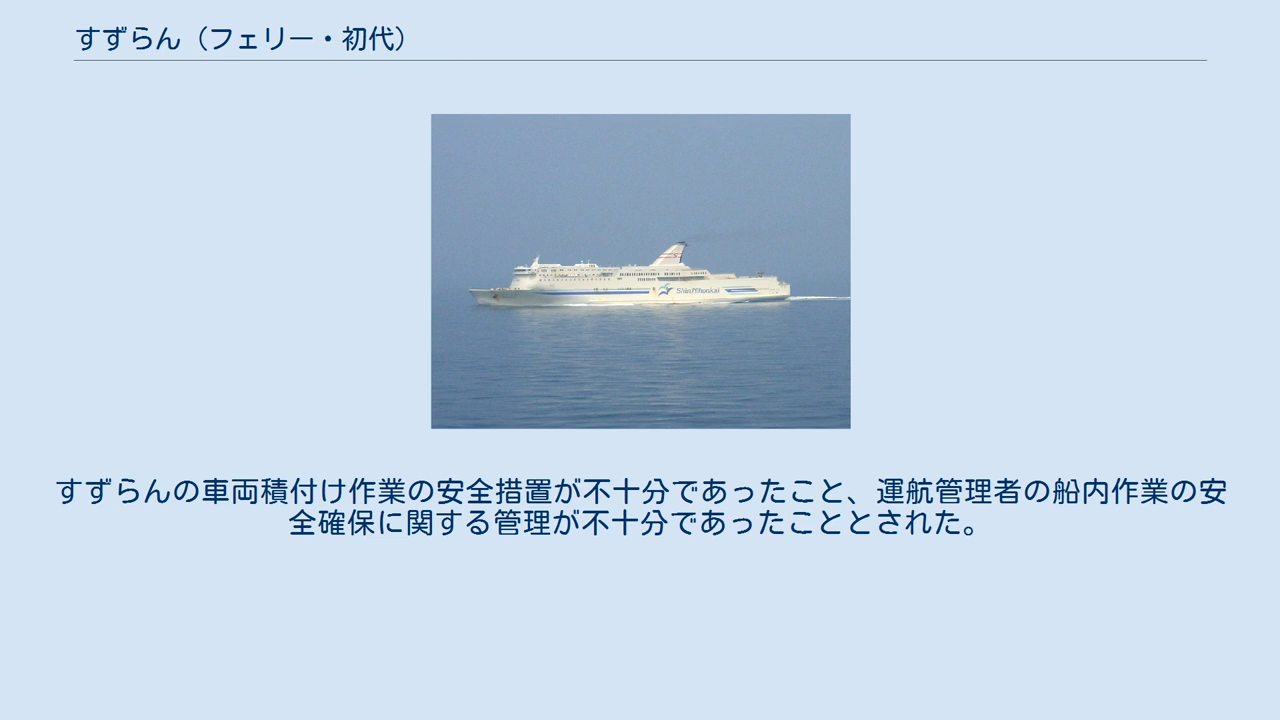 すずらん（フェリー・初代）
Shin Nihonkai
すずらんの車両積付け作業の安全措置が不十分であったこと、運航管理者の船内作業の安
全確保に関する管理が不十分であったこととされた。